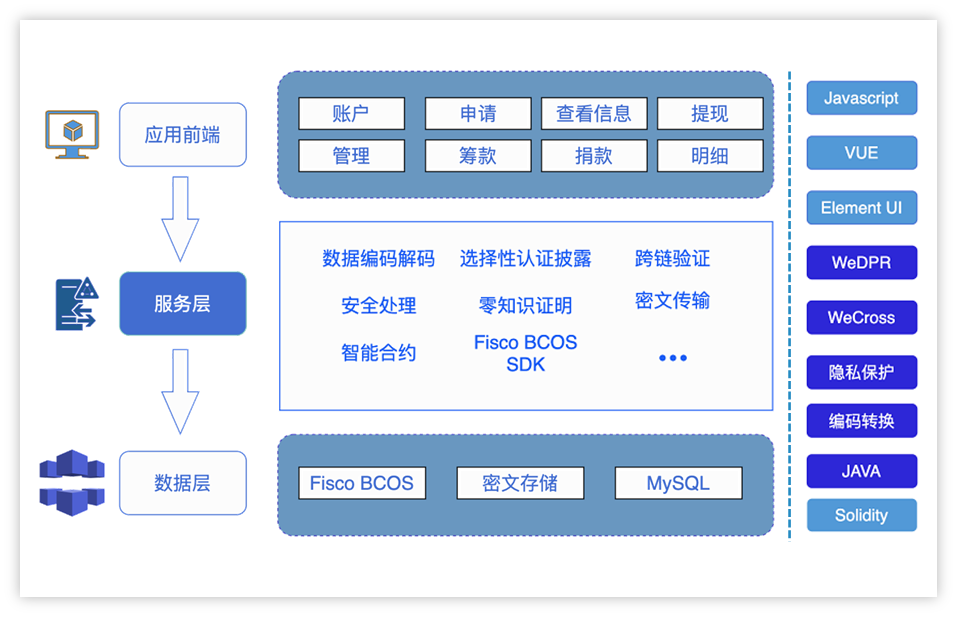 应用前端
账户
申请
查看信息
提现
管理
筹款
捐款
明细
服务层
数据编码解码
选择性认证披露
跨链验证
安全处理
零知识证明
密文传输
智能合约
Fisco BCOS
SDK
...
数据层
Fisco BCOS
密文存储
MySQL
Javascript
VUE
Element UI
WeDPR
WeCross
隐私保护
编码转换
JAVA
Solidity